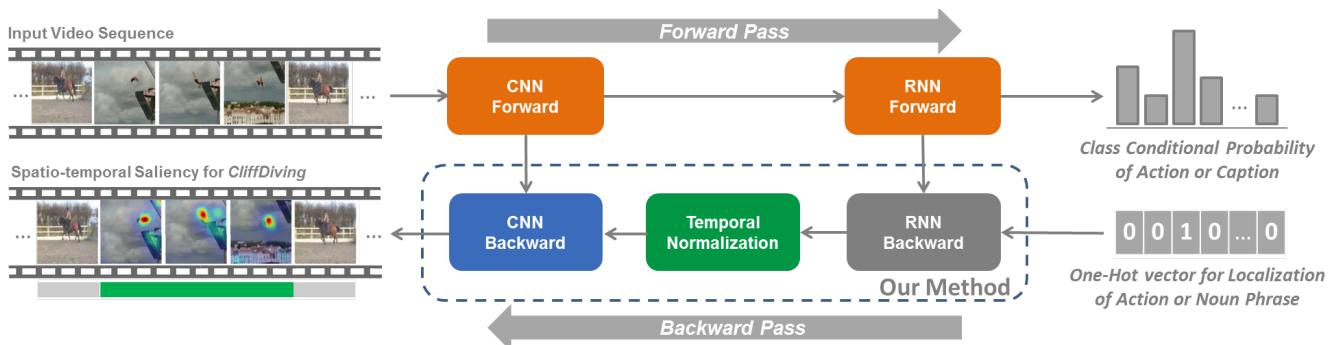 Input Video Sequence
Forward Pass
...
...
CNN
Forward
RNN
Forward
...
Class Conditional Probability
of Action or Caption
Spatio-temporal Saliency for CliffDiving
...
...
CNN
Backward
Temporal
Normalization
RNN
Backward
Our Method
0 0 1 0 ... 0
One-Hot vector for Localization
of Action or Noun Phrase
Backward Pass